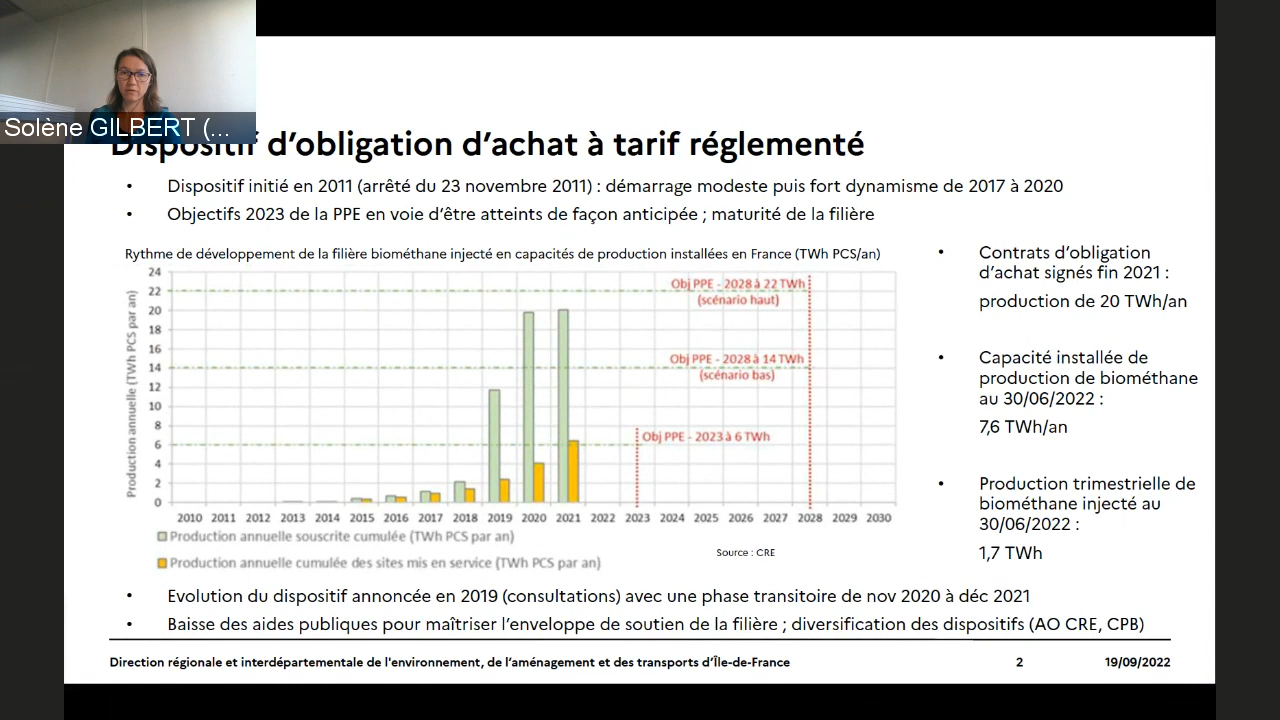 Solène GILBERT (...
Dispositif d’obligation d’achat à tarif réglementé
• Dispositif initié en 2011 (arrêté du 23 novembre 2011) : démarrage modeste puis fort dynamisme de 2017 à 2020
• Objectifs 2023 de la PPE en voie d’être atteints de façon anticipée ; maturité de la filière
Rythme de développement de la filière biométhane injecté en capacités de production installées en France (TWh PCS/an)
Production annuelle (TWh PCS par an)
24
22
20
18
16
14
12
10
8
6
4
2
0
Obj PPE - 2028 à 22 TWh
(scénario haut)
Obj PPE - 2028 à 14 TWh
(scénario bas)
Obj PPE - 2023 à 6 TWh
2010 2011 2012 2013 2014 2015 2016 2017 2018 2019 2020 2021 2022 2023 2024 2025 2026 2027 2028 2029 2030
Production annuelle souscrite cumulée (TWh PCS par an)
Production annuelle cumulée des sites mis en service (TWh PCS par an)
Source : CRE
• Contrats d’obligation
d’achat signés fin 2021 :
production de 20 TWh/an
• Capacité installée de
production de biométhane
au 30/06/2022 :
7,6 TWh/an
• Production trimestrielle de
biométhane injecté au
30/06/2022 :
1,7 TWh
• Evolution du dispositif annoncée en 2019 (consultations) avec une phase transitoire de nov 2020 à déc 2021
• Baisse des aides publiques pour maîtriser l’enveloppe de soutien de la filière ; diversification des dispositifs (AO CRE, CPB)
Direction régionale et interdépartementale de l'environnement, de l’aménagement et des transports d’Île-de-France
2
19/09/2022